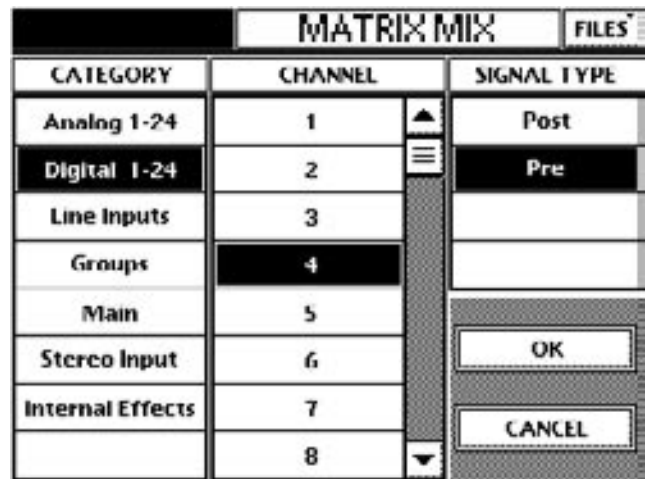 MATRIX MIX FILES
CATEGORY CHANNEL SIGNAL TYPE
Analog 1-24 1 Post
Digital 1-24 2 Pre
Line Inputs 3
Groups 4
Main 5
Stereo Input 6 OK
Internal Effects 7 CANCEL
8